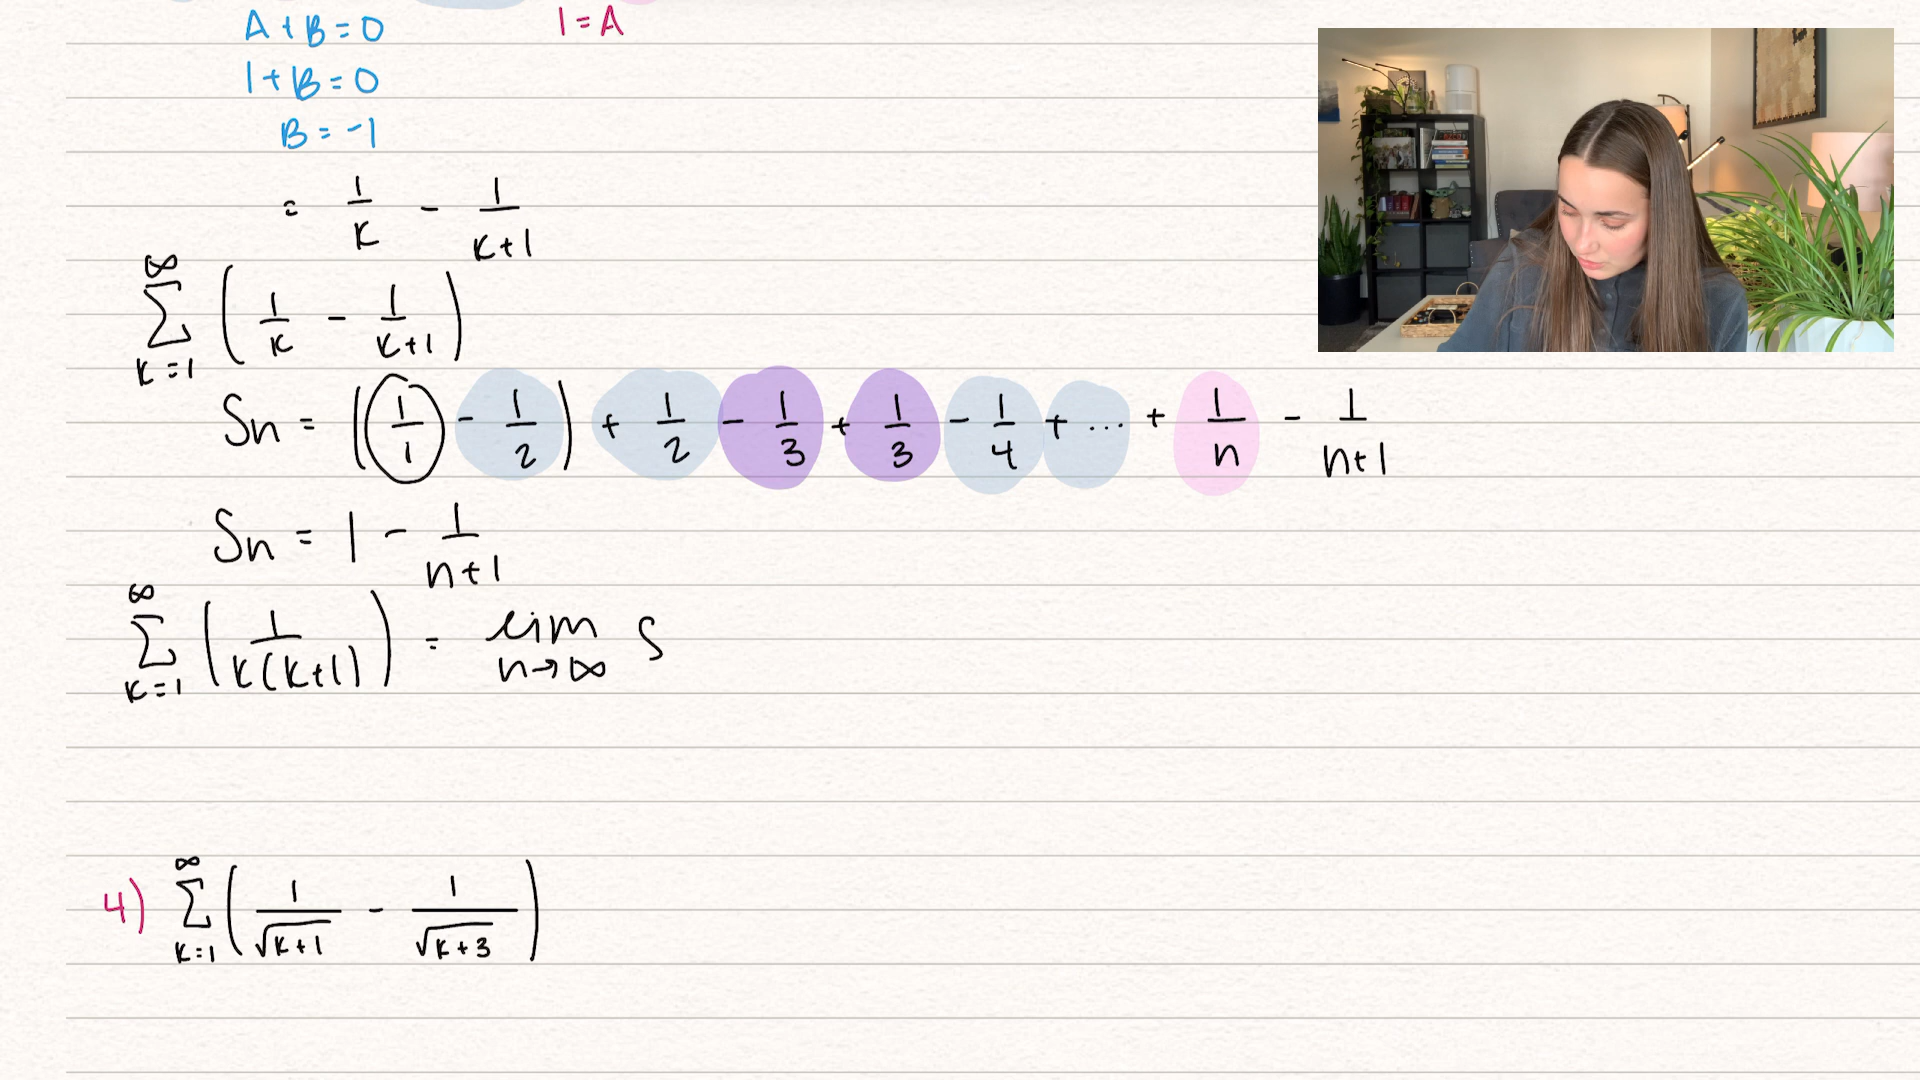 A+B=0 1=A
1+B=0
B=-1
= 1/K - 1/K+1
∞ ∑ K=1 (1/K - 1/K+1)
Sn = (1/1 - 1/2) + 1/2 - 1/3 + 1/3 - 1/4 + ... + 1/n - 1/n+1
Sn = 1 - 1/n+1
∞ ∑ K=1 (1/K(K+1)) = lim n→∞ S
4) ∞ ∑ K=1 (1/√K+1 - 1/√K+3)